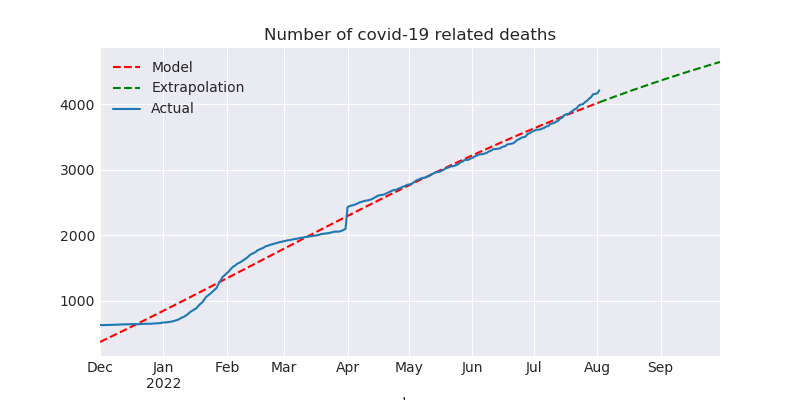 Number of covid-19 related deaths
Model
Extrapolation
Actual
4000
3000
2000
1000
Dec Jan Feb Mar Apr May Jun Jul Aug Sep
2022